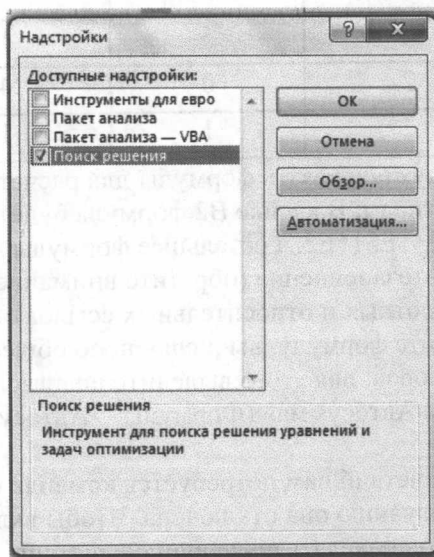 Надстройки
Доступные надстройки:
Инструменты для евро
Пакет анализа
Пакет анализа — VBA
Поиск решения
ОК
Отмена
Обзор...
Автоматизация...
Поиск решения
Инструмент для поиска решения уравнений и
задач оптимизации